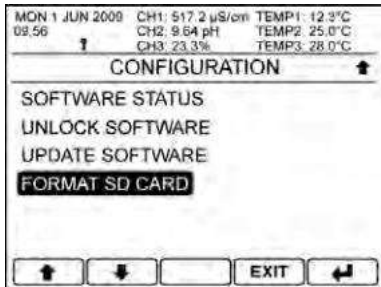 MON 1 JUN 2009 CH1: 517.2 µS/cm TEMP1: 12.3°C
09:56 CH2: 9.64 pH TEMP2: 25.0°C
CH3: 23.3% TEMP3: 28.0°C
CONFIGURATION
SOFTWARE STATUS
UNLOCK SOFTWARE
UPDATE SOFTWARE
FORMAT SD CARD
EXIT